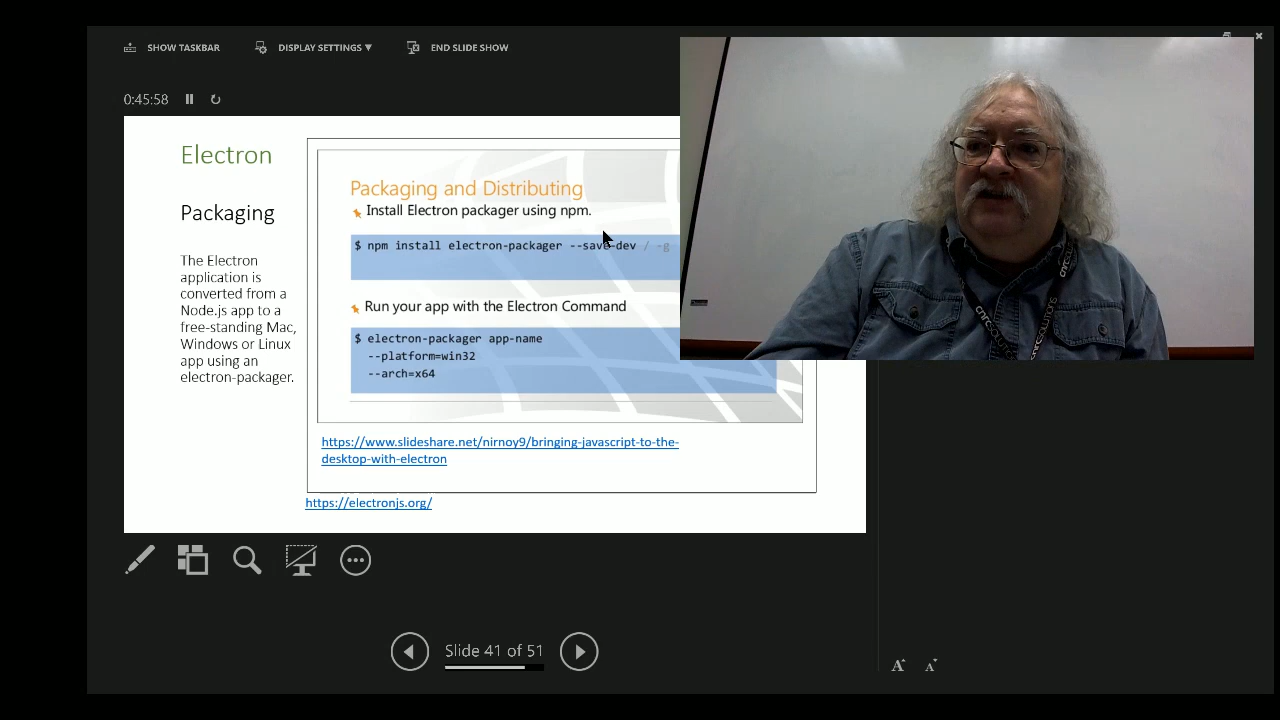 SHOW TASKBAR
DISPLAY SETTINGS ▼
END SLIDE SHOW
0:45:58
Electron
Packaging
The Electron
application is
converted from a
Node.js app to a
free-standing Mac,
Windows or Linux
app using an
electron-packager.
Packaging and Distributing
Install Electron packager using npm.
$ npm install electron-packager --save-dev / -g
Run your app with the Electron Command
$ electron-packager app-name
--platform=win32
--arch=x64
https://www.slideshare.net/nirnoy9/bringing-javascript-to-the-
desktop-with-electron
https://electronjs.org/
Slide 41 of 51
A A